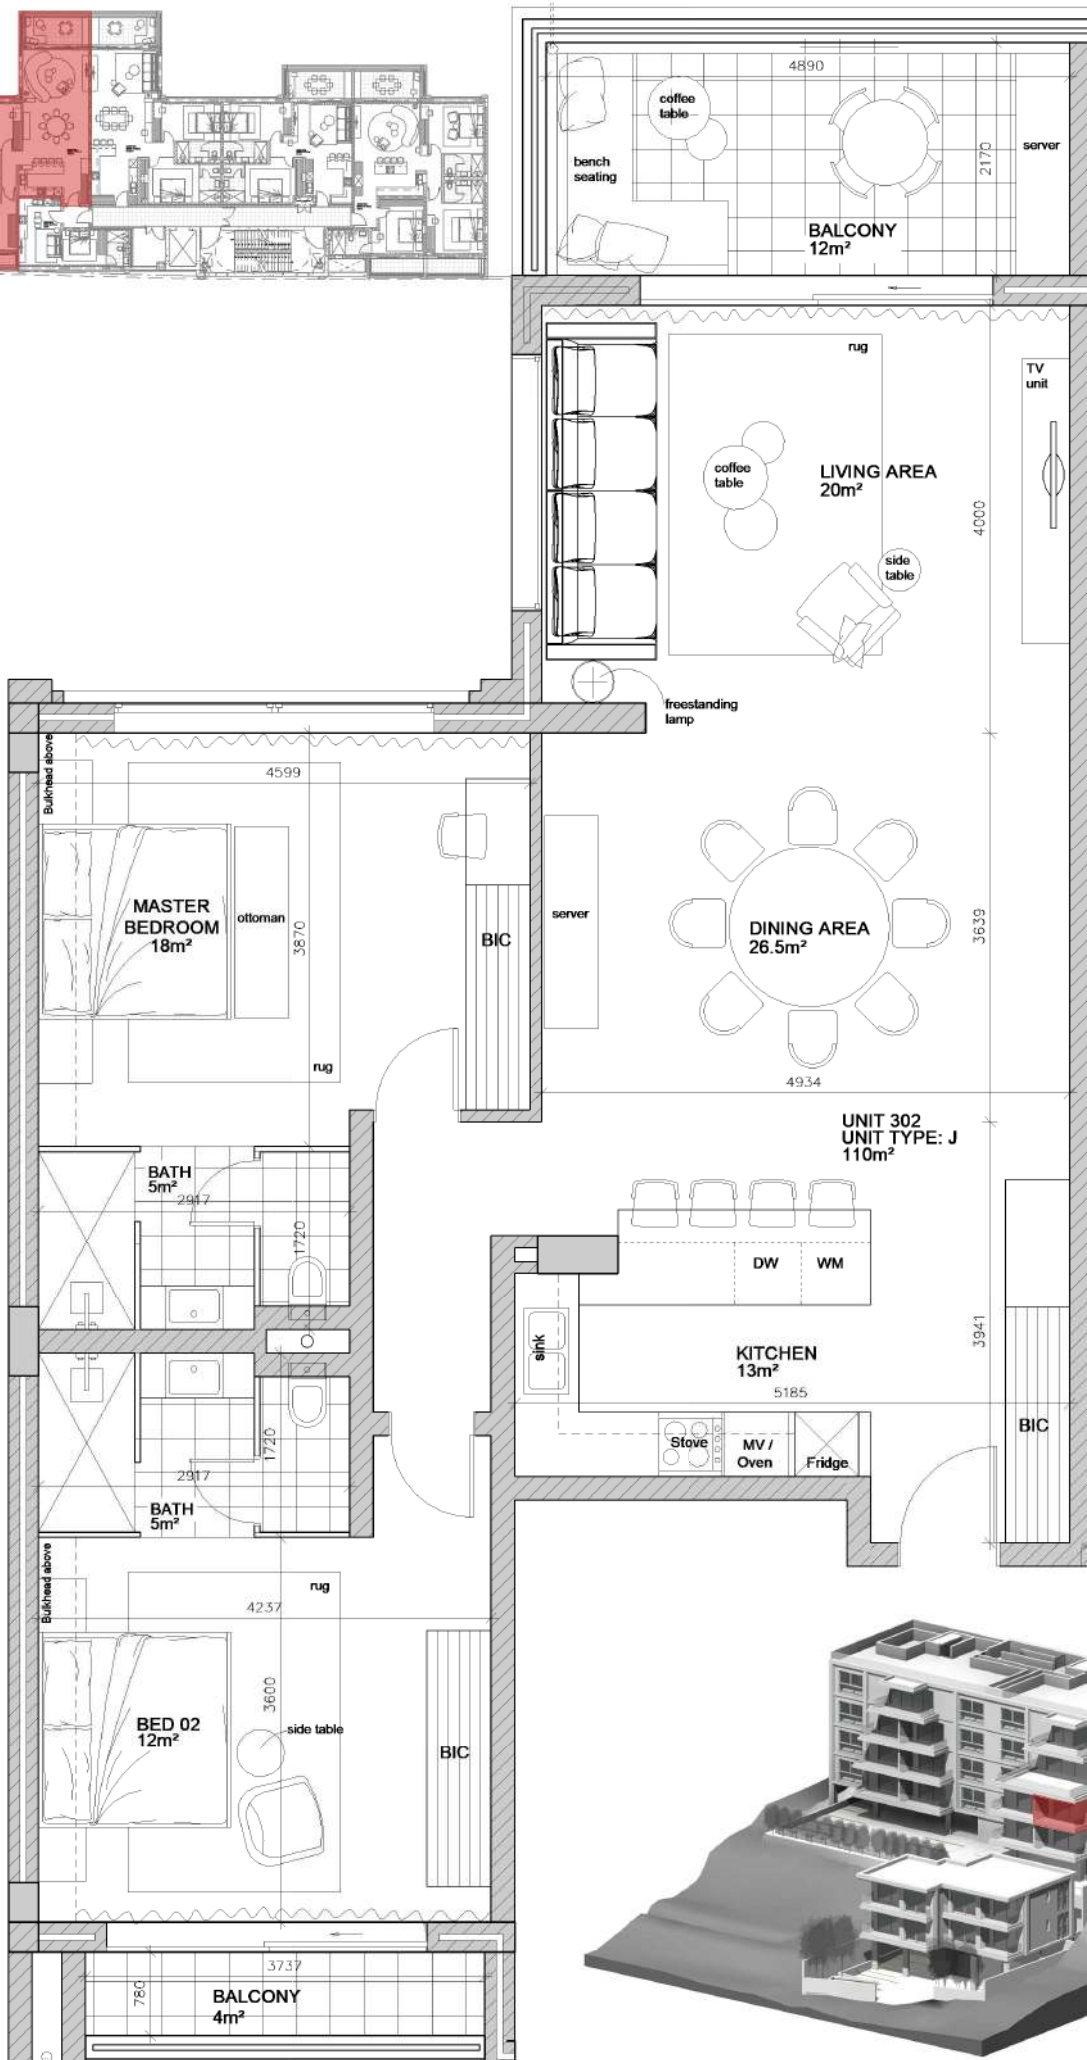 4890
coffee
table
bench
seating
server
2170
BALCONY
12m²
rug
TV
unit
coffee
table
LIVING AREA
20m²
4000
side
table
freestanding
lamp
Bulkhead above
4599
MASTER
BEDROOM
18m²
ottoman
3870
BIC
rug
server
DINING AREA
26.5m²
3639
4934
UNIT 302
UNIT TYPE: J
110m²
BATH
5m²
2917
1720
DW
WM
sink
KITCHEN
13m²
5185
3941
Stove
MV /
Oven
Fridge
BIC
1720
2917
BATH
5m²
Bulkhead above
rug
4237
3600
BED 02
12m²
side table
BIC
3737
780
BALCONY
4m²